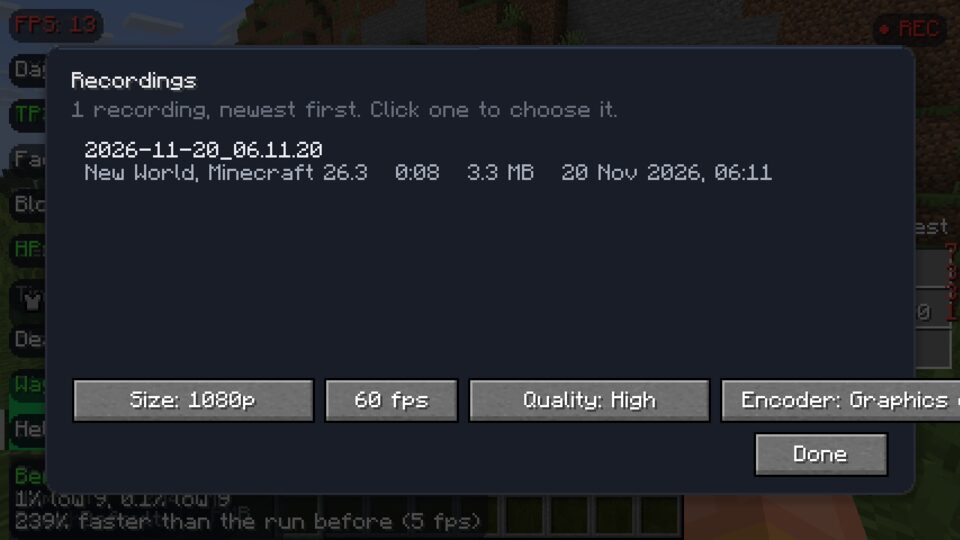 FPS: 13
REC
Recordings
1 recording, newest first. Click one to choose it.
2026-11-20_06.11.20
New World, Minecraft 26.3 0:08 3.3 MB 20 Nov 2026, 06:11
Size: 1080p 60 fps Quality: High Encoder: Graphics
Done
1% low 9, 0.1% low 9
239% faster than the run before (5 fps)